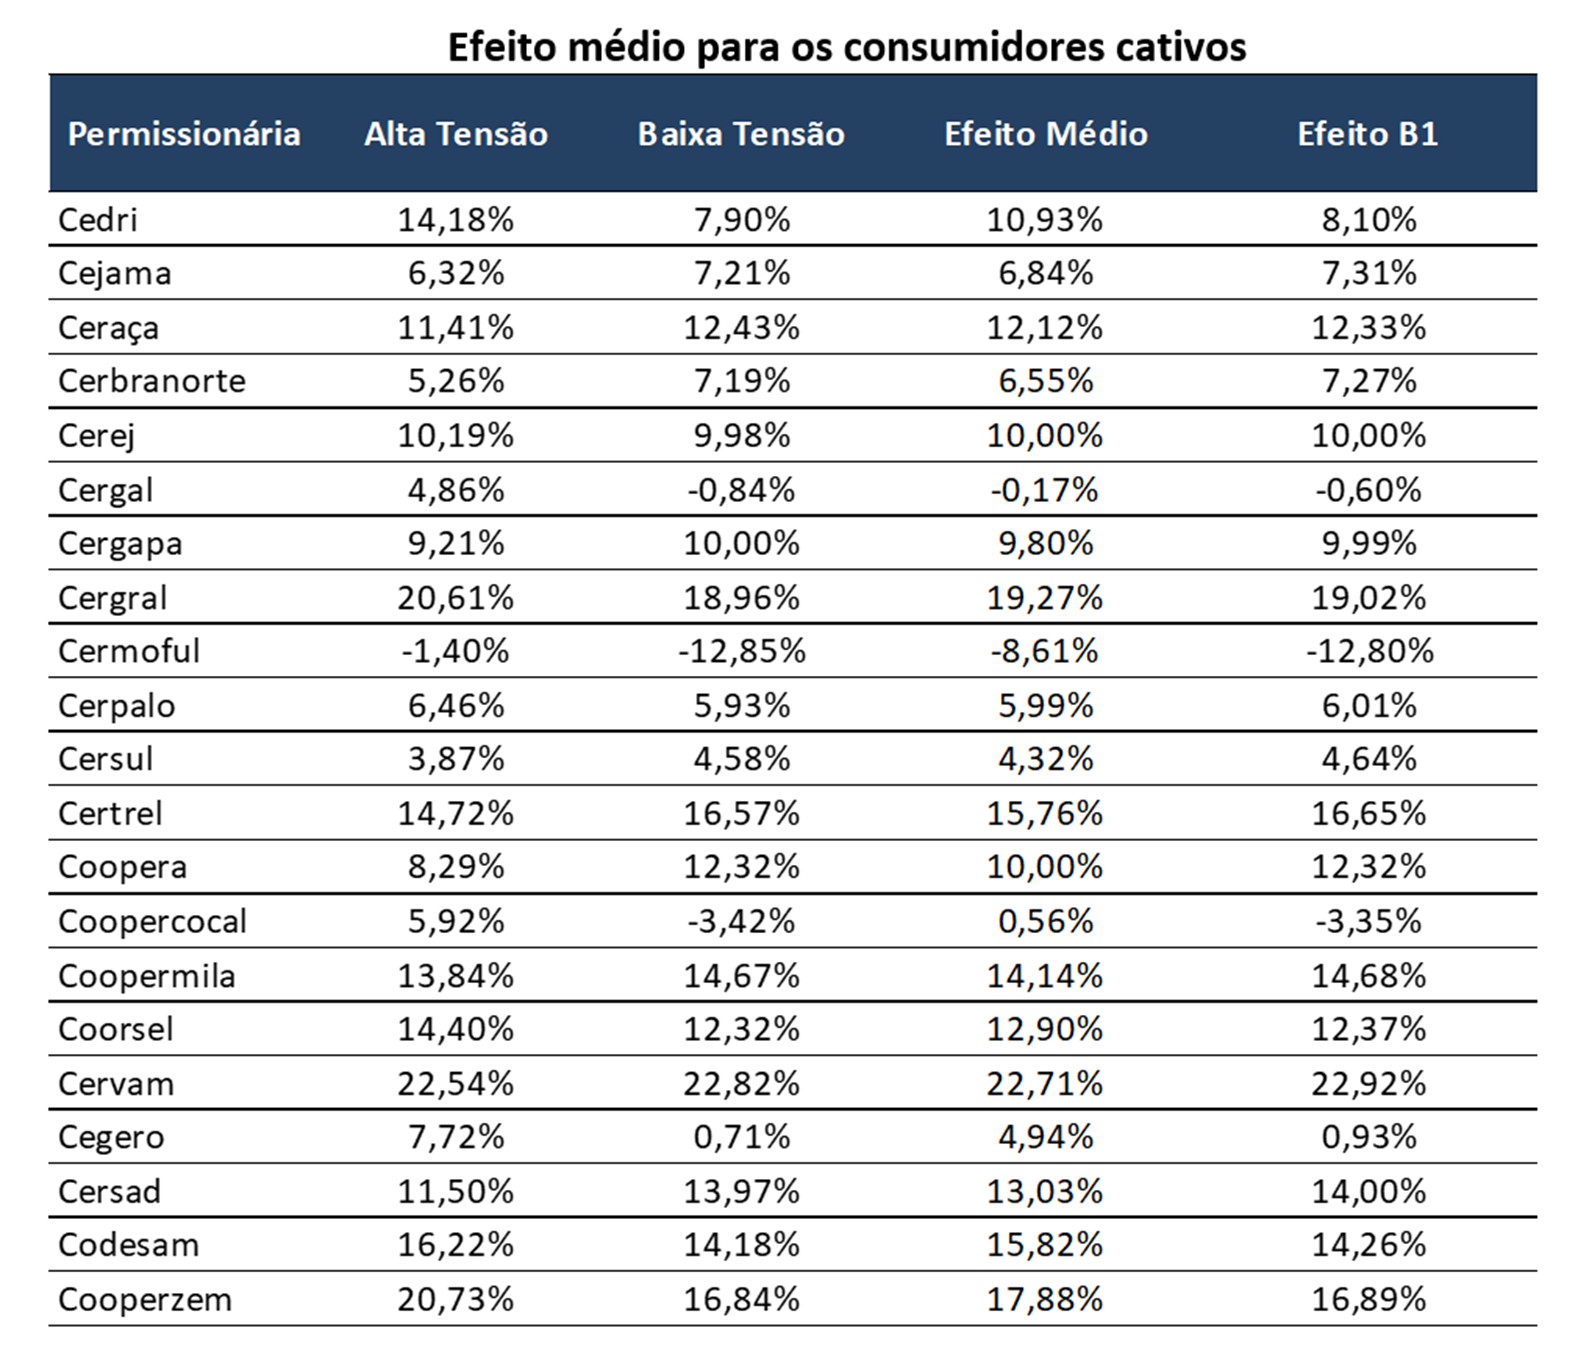 Efeito médio para os consumidores cativos
Permissionária Alta Tensão Baixa Tensão Efeito Médio Efeito B1
Cedri 14,18% 7,90% 10,93% 8,10%
Cejama 6,32% 7,21% 6,84% 7,31%
Ceraça 11,41% 12,43% 12,12% 12,33%
Cerbranorte 5,26% 7,19% 6,55% 7,27%
Cerej 10,19% 9,98% 10,00% 10,00%
Cergal 4,86% -0,84% -0,17% -0,60%
Cergapa 9,21% 10,00% 9,80% 9,99%
Cergral 20,61% 18,96% 19,27% 19,02%
Cermoful -1,40% -12,85% -8,61% -12,80%
Cerpalo 6,46% 5,93% 5,99% 6,01%
Cersul 3,87% 4,58% 4,32% 4,64%
Certrel 14,72% 16,57% 15,76% 16,65%
Coopera 8,29% 12,32% 10,00% 12,32%
Coopercocal 5,92% -3,42% 0,56% -3,35%
Coopermila 13,84% 14,67% 14,14% 14,68%
Coorsel 14,40% 12,32% 12,90% 12,37%
Cervam 22,54% 22,82% 22,71% 22,92%
Cegero 7,72% 0,71% 4,94% 0,93%
Cersad 11,50% 13,97% 13,03% 14,00%
Codesam 16,22% 14,18% 15,82% 14,26%
Cooperzem 20,73% 16,84% 17,88% 16,89%